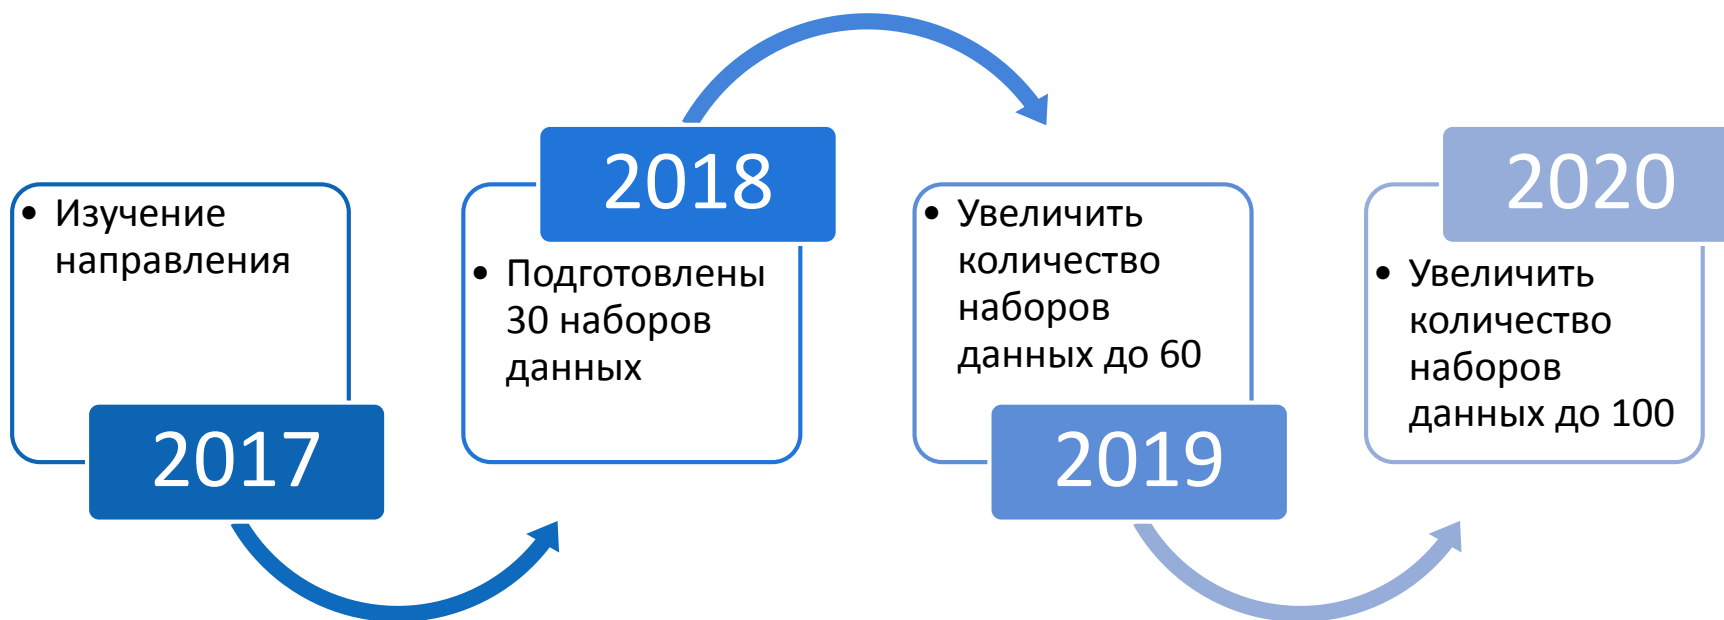 • Изучение
направления
2017
2018
• Подготовлены
30 наборов
данных
• Увеличить
количество
наборов
данных до 60
2019
2020
• Увеличить
количество
наборов
данных до 100